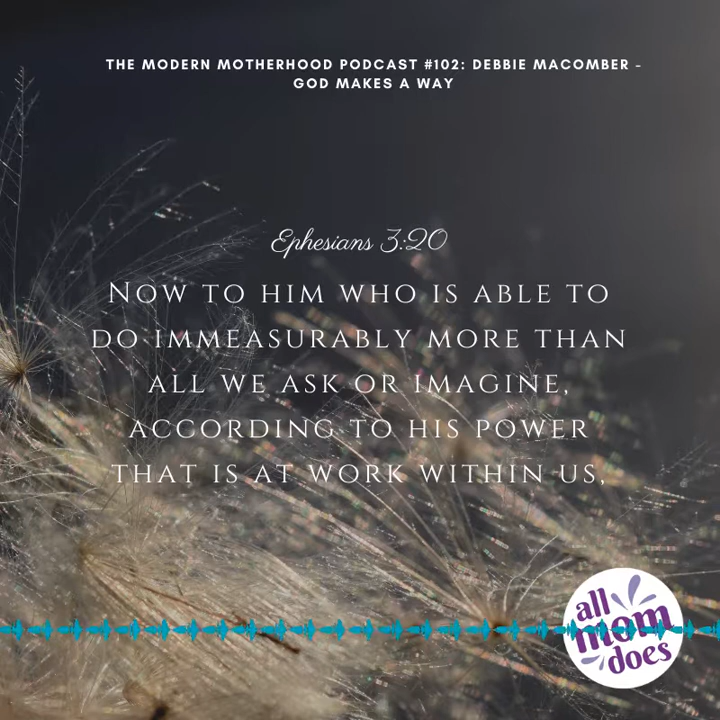 THE MODERN MOTHERHOOD PODCAST #102: DEBBIE MACOMBER -
GOD MAKES A WAY
Ephesians 3:20
NOW TO HIM WHO IS ABLE TO
DO IMMEASURABLY MORE THAN
ALL WE ASK OR IMAGINE,
ACCORDING TO HIS POWER
THAT IS AT WORK WITHIN US,
all
mom
does